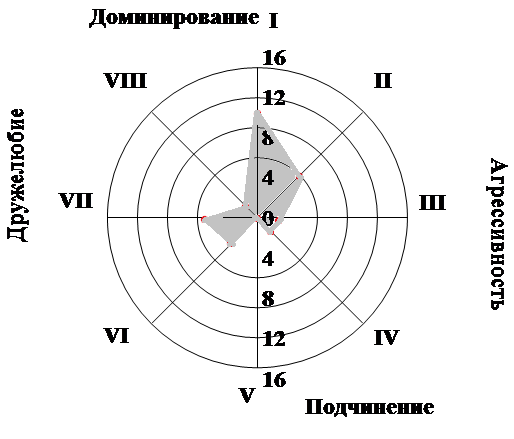 Доминирование I
16
VIII
II
12
8
Дружелюбие
4
Агрессивность
VII
0
III
4
8
VI
IV
12
16
V
Подчинение